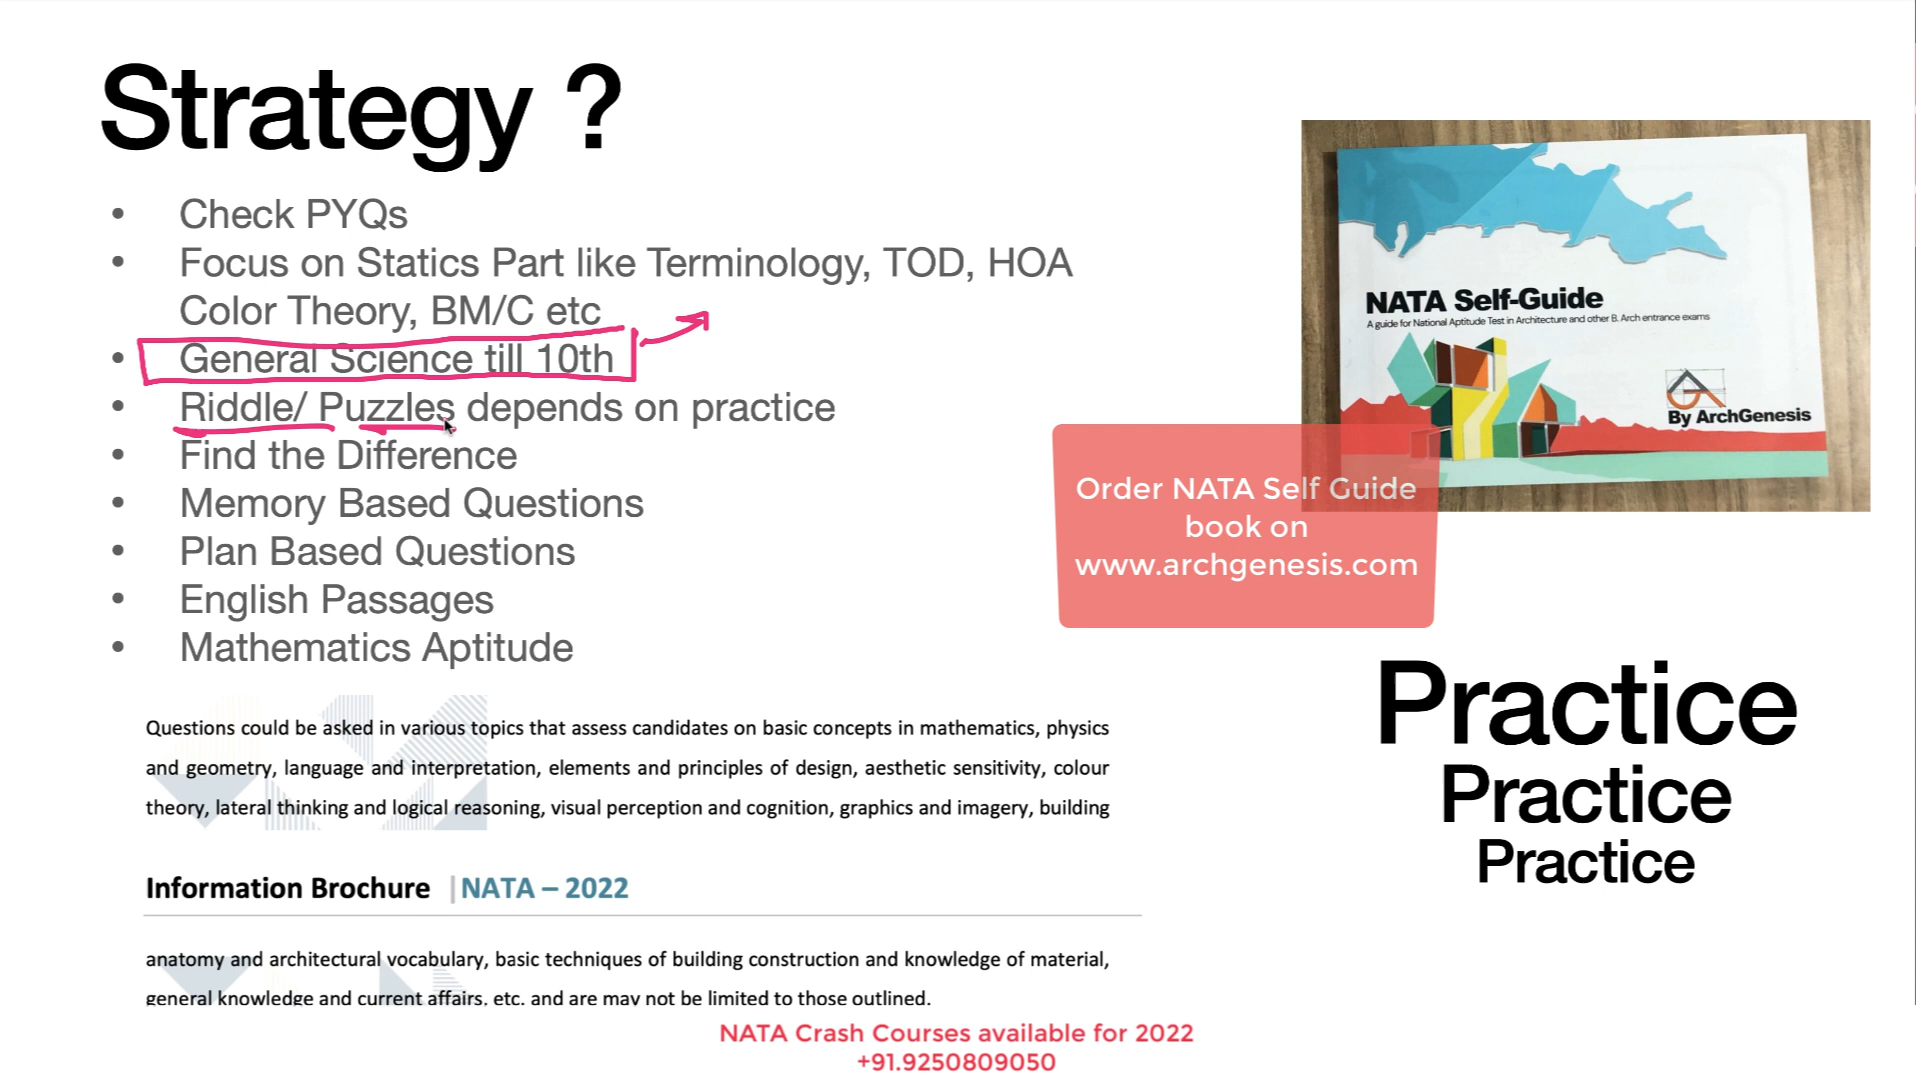 Strategy ?
• Check PYQs
• Focus on Statics Part like Terminology, TOD, HOA
Color Theory, BM/C etc
• General Science till 10th
• Riddle/ Puzzles depends on practice
• Find the Difference
• Memory Based Questions
• Plan Based Questions
• English Passages
• Mathematics Aptitude
NATA Self-Guide
A guide for National Aptitude Test in Architecture and other B. Arch entrance exams
By ArchGenesis
Order NATA Self Guide
book on
www.archgenesis.com
Practice
Practice
Practice
Questions could be asked in various topics that assess candidates on basic concepts in mathematics, physics
and geometry, language and interpretation, elements and principles of design, aesthetic sensitivity, colour
theory, lateral thinking and logical reasoning, visual perception and cognition, graphics and imagery, building
Information Brochure |NATA – 2022
anatomy and architectural vocabulary, basic techniques of building construction and knowledge of material,
general knowledge and current affairs, etc. and are may not be limited to those outlined.
NATA Crash Courses available for 2022
+91.9250809050